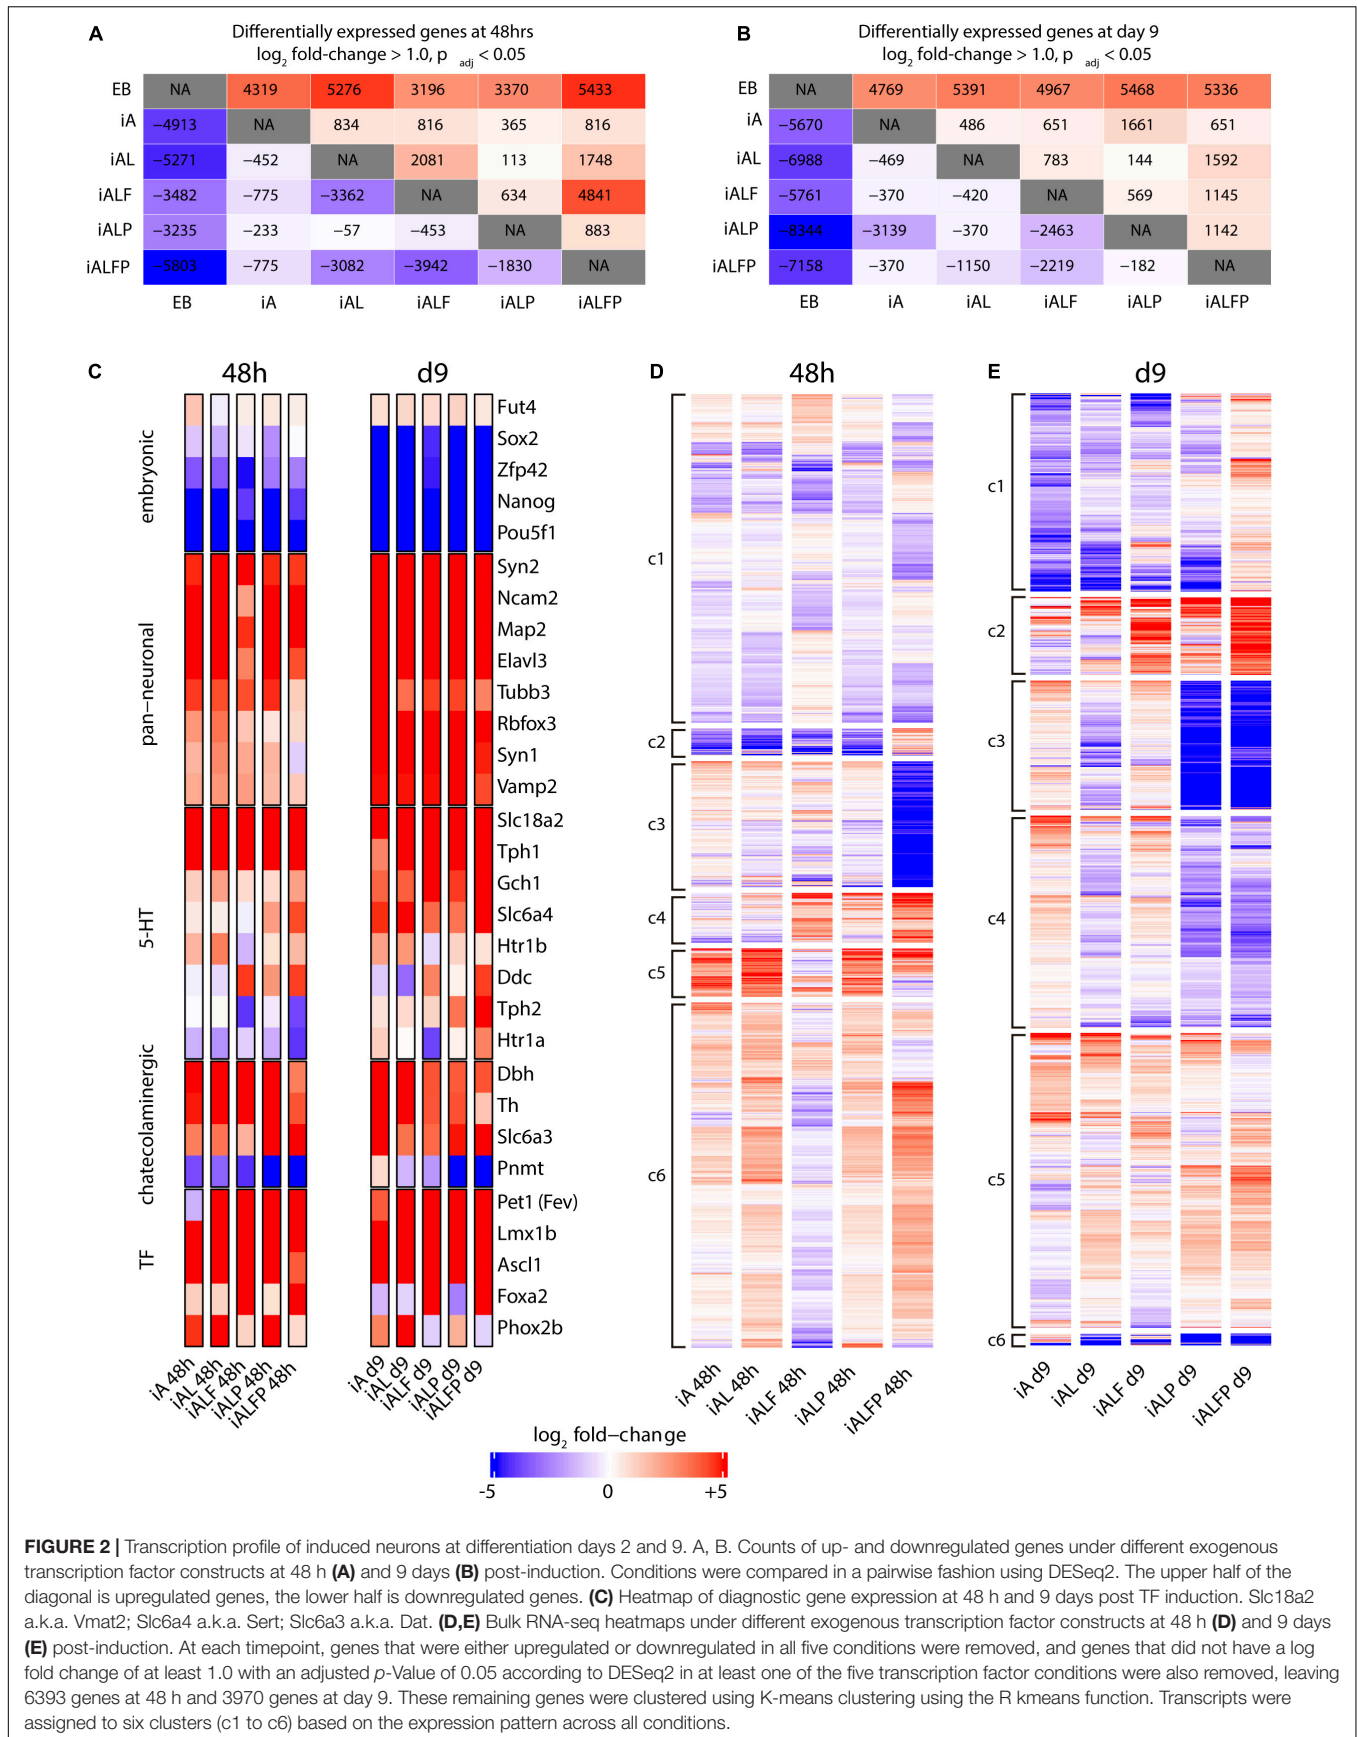 A
Differentially expressed genes at 48hrs
log2 fold-change > 1.0, p adj < 0.05
EB NA 4319 5276 3196 3370 5433
iA −4913 NA 834 816 365 816
iAL −5271 −452 NA 2081 113 1748
iALF −3482 −775 −3362 NA 634 4841
iALP −3235 −233 −57 −453 NA 883
iALFP −5803 −775 −3082 −3942 −1830 NA
EB iA iAL iALF iALP iALFP
B
Differentially expressed genes at day 9
log2 fold-change > 1.0, p adj < 0.05
EB NA 4769 5391 4967 5468 5336
iA −5670 NA 486 651 1661 651
iAL −6988 −469 NA 783 144 1592
iALF −5761 −370 −420 NA 569 1145
iALP −8344 −3139 −370 −2463 NA 1142
iALFP −7158 −370 −1150 −2219 −182 NA
EB iA iAL iALF iALP iALFP
C
48h d9
embryonic
Fut4
Sox2
Zfp42
Nanog
Pou5f1
pan−neuronal
Syn2
Ncam2
Map2
Elavl3
Tubb3
Rbfox3
Syn1
Vamp2
5-HT
Slc18a2
Tph1
Gch1
Slc6a4
Htr1b
Ddc
Tph2
Htr1a
chatecolaminergic
Dbh
Th
Slc6a3
Pnmt
TF
Pet1 (Fev)
Lmx1b
Ascl1
Foxa2
Phox2b
iA 48h
iAL 48h
iALF 48h
iALP 48h
iALFP 48h
iA d9
iAL d9
iALF d9
iALP d9
iALFP d9
D
48h
c1
c2
c3
c4
c5
c6
iA 48h
iAL 48h
iALF 48h
iALP 48h
iALFP 48h
E
d9
c1
c2
c3
c4
c5
c6
iA d9
iAL d9
iALF d9
iALP d9
iALFP d9
log2 fold−change
-5 0 +5
FIGURE 2 | Transcription profile of induced neurons at differentiation days 2 and 9. A, B. Counts of up- and downregulated genes under different exogenous
transcription factor constructs at 48 h (A) and 9 days (B) post-induction. Conditions were compared in a pairwise fashion using DESeq2. The upper half of the
diagonal is upregulated genes, the lower half is downregulated genes. (C) Heatmap of diagnostic gene expression at 48 h and 9 days post TF induction. Slc18a2
a.k.a. Vmat2; Slc6a4 a.k.a. Sert; Slc6a3 a.k.a. Dat. (D,E) Bulk RNA-seq heatmaps under different exogenous transcription factor constructs at 48 h (D) and 9 days
(E) post-induction. At each timepoint, genes that were either upregulated or downregulated in all five conditions were removed, and genes that did not have a log
fold change of at least 1.0 with an adjusted p-Value of 0.05 according to DESeq2 in at least one of the five transcription factor conditions were also removed, leaving
6393 genes at 48 h and 3970 genes at day 9. These remaining genes were clustered using K-means clustering using the R kmeans function. Transcripts were
assigned to six clusters (c1 to c6) based on the expression pattern across all conditions.